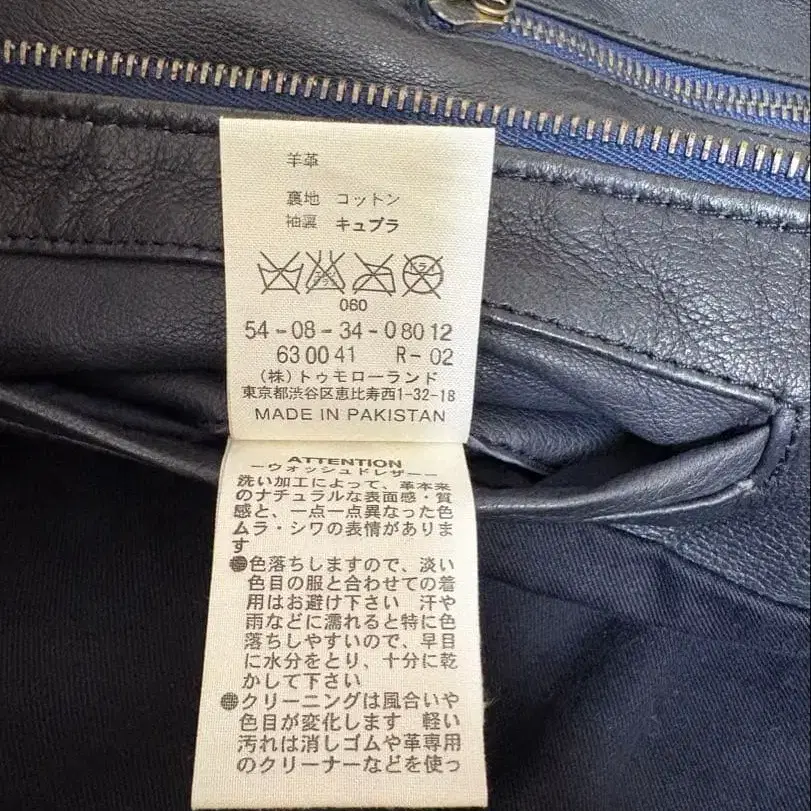 羊革
裏地 コットン
袖裏 キュプラ
060
54-08-34-08012
630041 R-02
(株)トゥモローランド
東京都渋谷区恵比寿西1-32-18
MADE IN PAKISTAN
ATTENTION
ーウォッシュドレザーー
洗い加工によって、革本来
のナチュラルな表面感・質
感と、一点一点異なった色
ムラ・シワの表情がありま
す
●色落ちしますので、淡い
色目の服と合わせての着
用はお避け下さい 汗や
雨などに濡れると特に色
落ちしやすいので、早目
に水分をとり、十分に乾
かして下さい
●クリーニングは風合いや
色目が変化します 軽い
汚れは消しゴムや革専用
のクリーナーなどを使っ